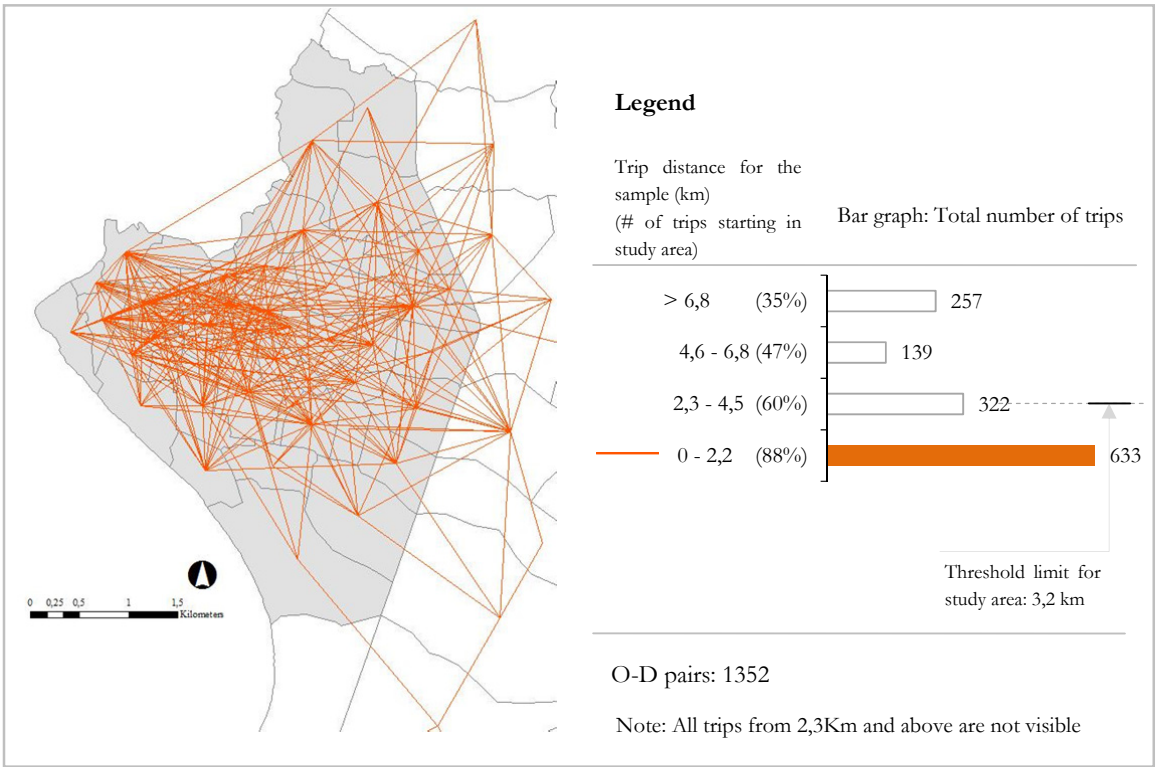 Legend
Trip distance for the
sample (km)
(# of trips starting in
study area)
Bar graph: Total number of trips
> 6,8 (35%) 257
4,6 - 6,8 (47%) 139
2,3 - 4,5 (60%) 322
0 - 2,2 (88%) 633
Threshold limit for
study area: 3,2 km
0 0,25 0,5 1 1,5
Kilometers
O-D pairs: 1352
Note: All trips from 2,3Km and above are not visible